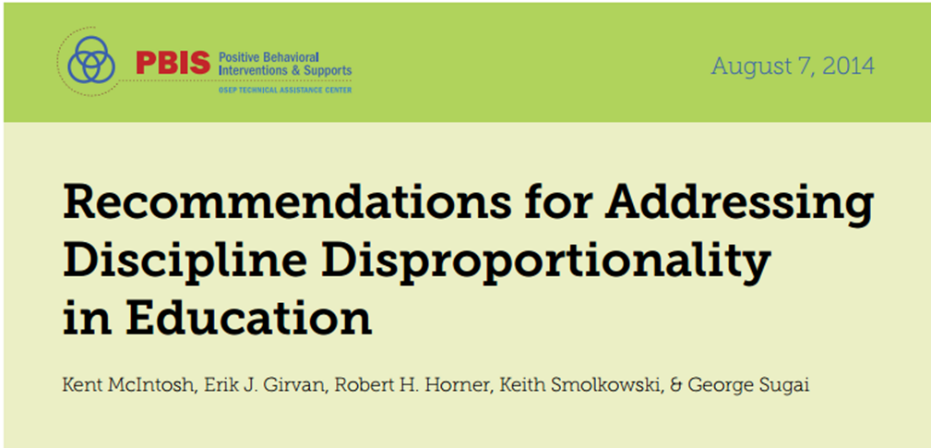 PBIS Positive Behavioral
Interventions & Supports
OSEP TECHNICAL ASSISTANCE CENTER
August 7, 2014
Recommendations for Addressing
Discipline Disproportionality
in Education
Kent McIntosh, Erik J. Girvan, Robert H. Horner, Keith Smolkowski, & George Sugai